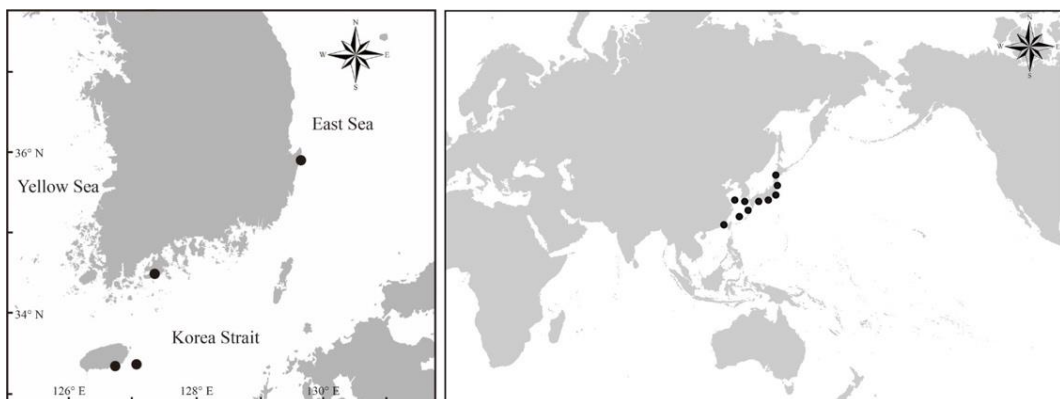 N
W E
S
East Sea
36° N
Yellow Sea
34° N
Korea Strait
126° E 128° E 130° E
N
W
S